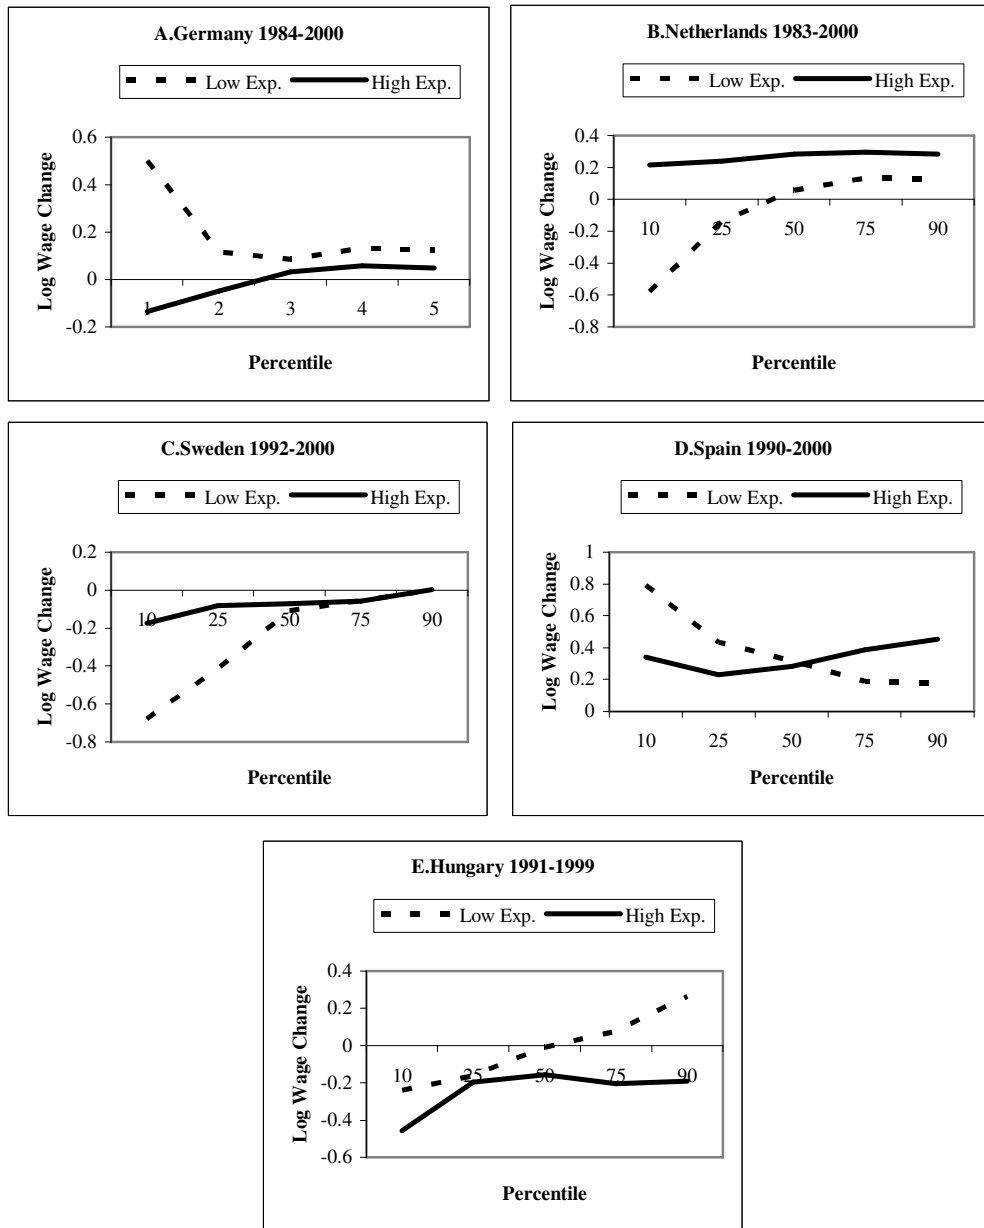 A.Germany 1984-2000
Low Exp. High Exp.
Log Wage Change
0.6
0.4
0.2
0
-0.2
1 2 3 4 5
Percentile
B.Netherlands 1983-2000
Low Exp. High Exp.
Log Wage Change
0.4
0.2
0
-0.2
-0.4
-0.6
-0.8
10 25 50 75 90
Percentile
C.Sweden 1992-2000
Low Exp. High Exp.
Log Wage Change
0.2
0
-0.2
-0.4
-0.6
-0.8
10 25 50 75 90
Percentile
D.Spain 1990-2000
Low Exp. High Exp.
Log Wage Change
1
0.8
0.6
0.4
0.2
0
10 25 50 75 90
Percentile
E.Hungary 1991-1999
Low Exp. High Exp.
Log Wage Change
0.4
0.2
0
-0.2
-0.4
-0.6
10 25 50 75 90
Percentile